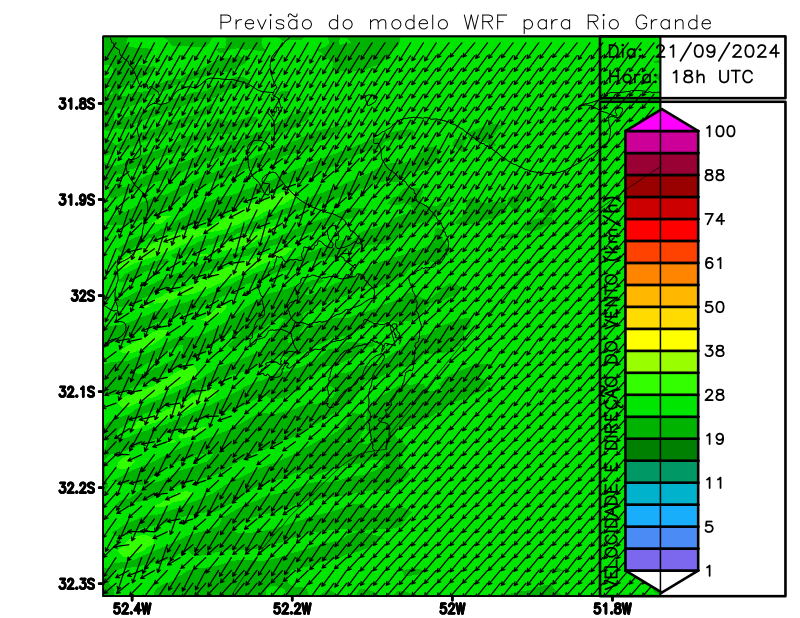 Previsão do modelo WRF para Rio Grande
Dia: 21/09/2024
Hora: 18h UTC
VELOCIDADE E DIREÇÃO DO VENTO (km/h)
100
88
74
61
50
38
28
19
11
5
1
31.8S
31.9S
32S
32.1S
32.2S
32.3S
52.4W
52.2W
52W
51.8W